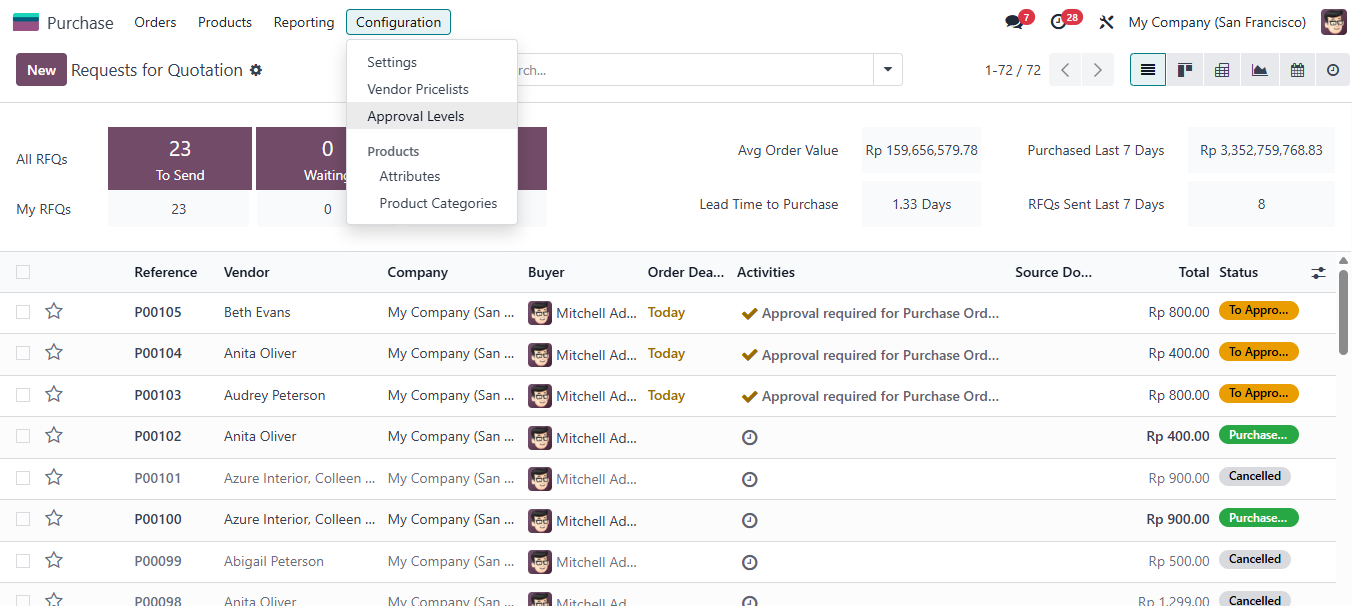 Purchase Orders Products Reporting Configuration 7 28 My Company (San Francisco)
New Requests for Quotation rch... 1-72 / 72
Settings
Vendor Pricelists
Approval Levels
Products
Attributes
Product Categories
All RFQs 23 To Send 0 Waiting
My RFQs 23 0
Avg Order Value Rp 159,656,579.78 Purchased Last 7 Days Rp 3,352,759,768.83
Lead Time to Purchase 1.33 Days RFQs Sent Last 7 Days 8
Reference Vendor Company Buyer Order Dea... Activities Source Do... Total Status
P00105 Beth Evans My Company (San ... Mitchell Ad... Today Approval required for Purchase Ord... Rp 800.00 To Appro...
P00104 Anita Oliver My Company (San ... Mitchell Ad... Today Approval required for Purchase Ord... Rp 400.00 To Appro...
P00103 Audrey Peterson My Company (San ... Mitchell Ad... Today Approval required for Purchase Ord... Rp 800.00 To Appro...
P00102 Anita Oliver My Company (San ... Mitchell Ad... Rp 400.00 Purchase...
P00101 Azure Interior, Colleen ... My Company (San ... Mitchell Ad... Rp 900.00 Cancelled
P00100 Azure Interior, Colleen ... My Company (San ... Mitchell Ad... Rp 900.00 Purchase...
P00099 Abigail Peterson My Company (San ... Mitchell Ad... Rp 500.00 Cancelled
P00098 Anita Oliver My Company (San ... Mitchell Ad... Rp 1,299.00 Cancelled